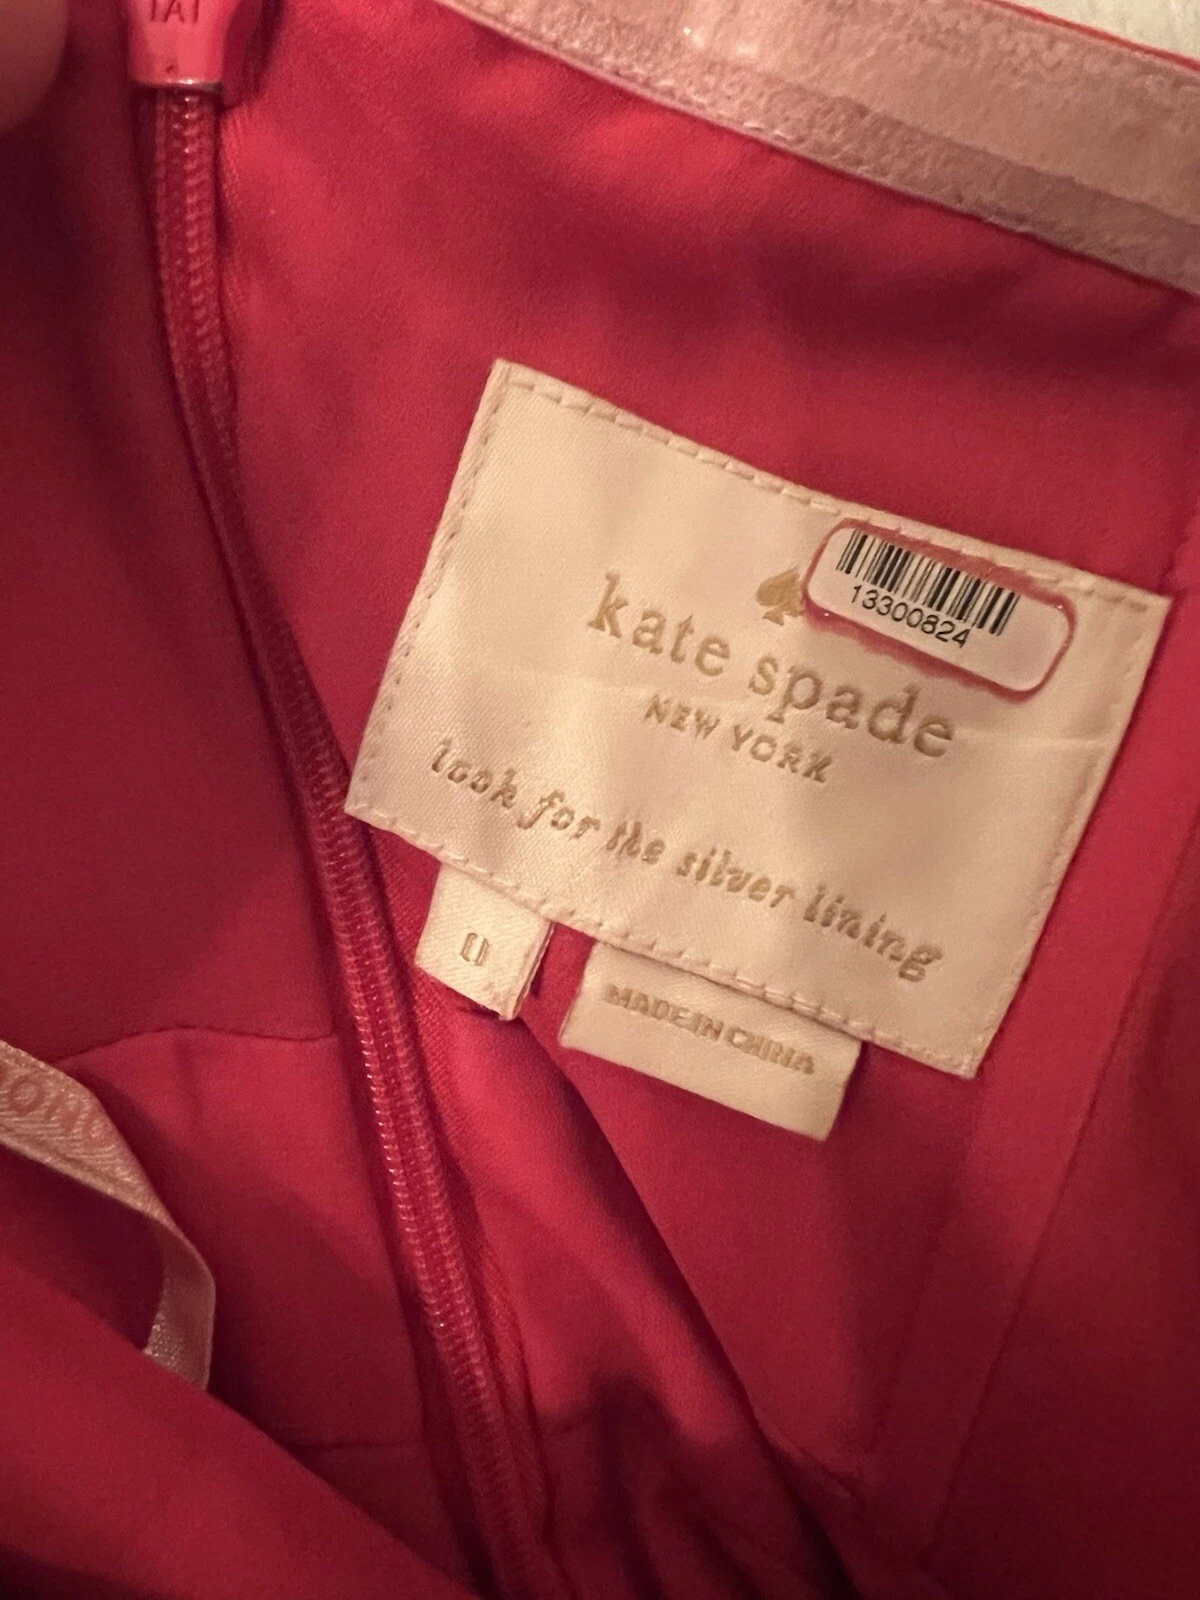 13300824
kate spade
NEW YORK
look for the silver lining
0
MADE IN CHINA